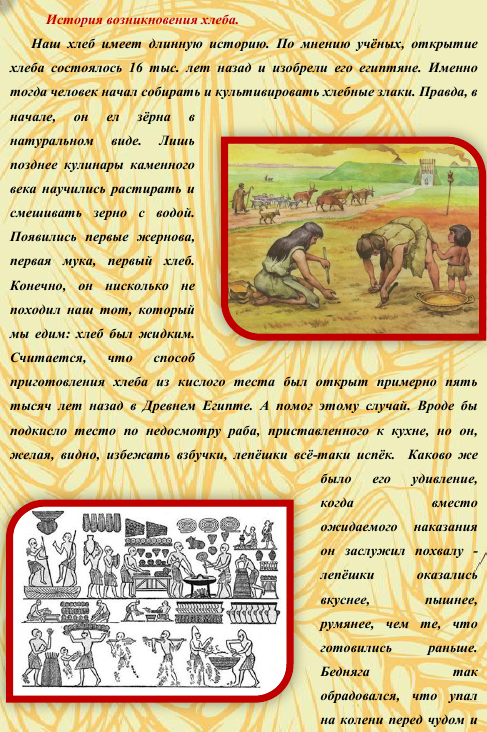 История возникновения хлеба.
Наш хлеб имеет длинную историю. По мнению учёных, открытие
хлеба состоялось 16 тыс. лет назад и изобрели его египтяне. Именно
тогда человек начал собирать и культивировать хлебные злаки. Правда, в
начале, он ел зёрна в
натуральном виде. Лишь
позднее кулинары каменного
века научились растирать и
смешивать зерно с водой.
Появились первые жернова,
первая мука, первый хлеб.
Конечно, он нисколько не
походил наш тот, который
мы едим: хлеб был жидким.
Считается, что способ
приготовления хлеба из кислого теста был открыт примерно пять
тысяч лет назад в Древнем Египте. А помог этому случай. Вроде бы
подкисло тесто по недосмотру раба, приставленного к кухне, но он,
желая, видно, избежать взбучки, лепёшки всё-таки испёк. Каково же
было его удивление,
когда вместо
ожидаемого наказания
он заслужил похвалу -
лепёшки оказались
вкуснее, пышнее,
румянее, чем те, что
готовились раньше.
Бедняга так
обрадовался, что упал
на колени перед чудом и